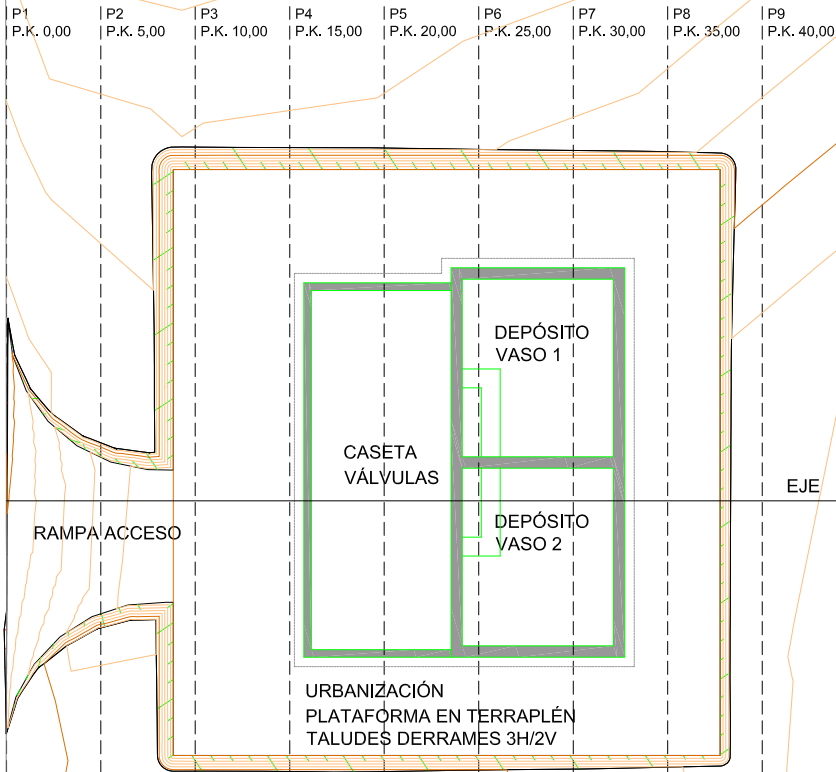 P1
P.K. 0,00
P2
P.K. 5,00
P3
P.K. 10,00
P4
P.K. 15,00
P5
P.K. 20,00
P6
P.K. 25,00
P7
P.K. 30,00
P8
P.K. 35,00
P9
P.K. 40,00
DEPÓSITO
VASO 1
CASETA
VÁLVULAS
EJE
RAMPA ACCESO
DEPÓSITO
VASO 2
URBANIZACIÓN
PLATAFORMA EN TERRAPLÉN
TALUDES DERRAMES 3H/2V